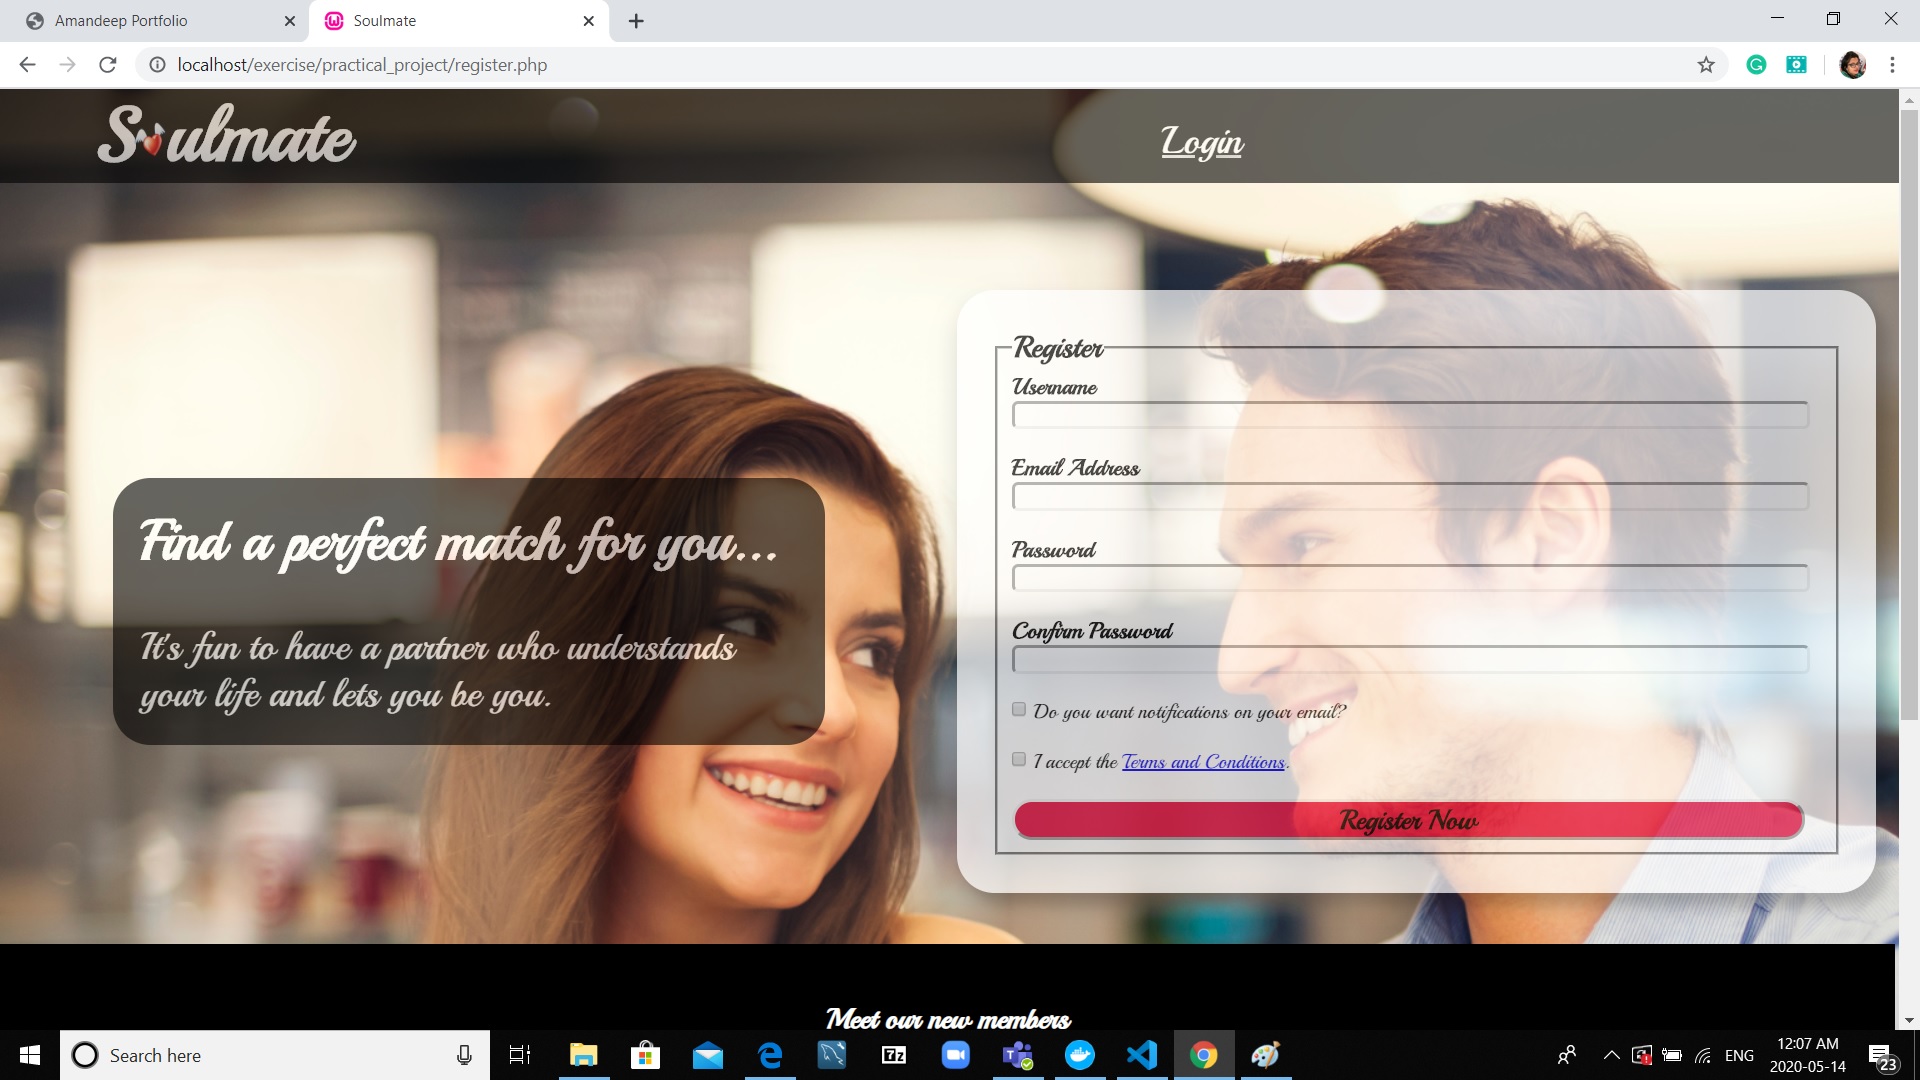 Amandeep Portfolio
Soulmate
localhost/exercise/practical_project/register.php
Soulmate
Login
Register
Username
Email Address
Password
Confirm Password
Do you want notifications on your email?
I accept the Terms and Conditions.
Register Now
Find a perfect match for you...
It's fun to have a partner who understands
your life and lets you be you.
Meet our new members
Search here
7z
ENG
12:07 AM
2020-05-14
23